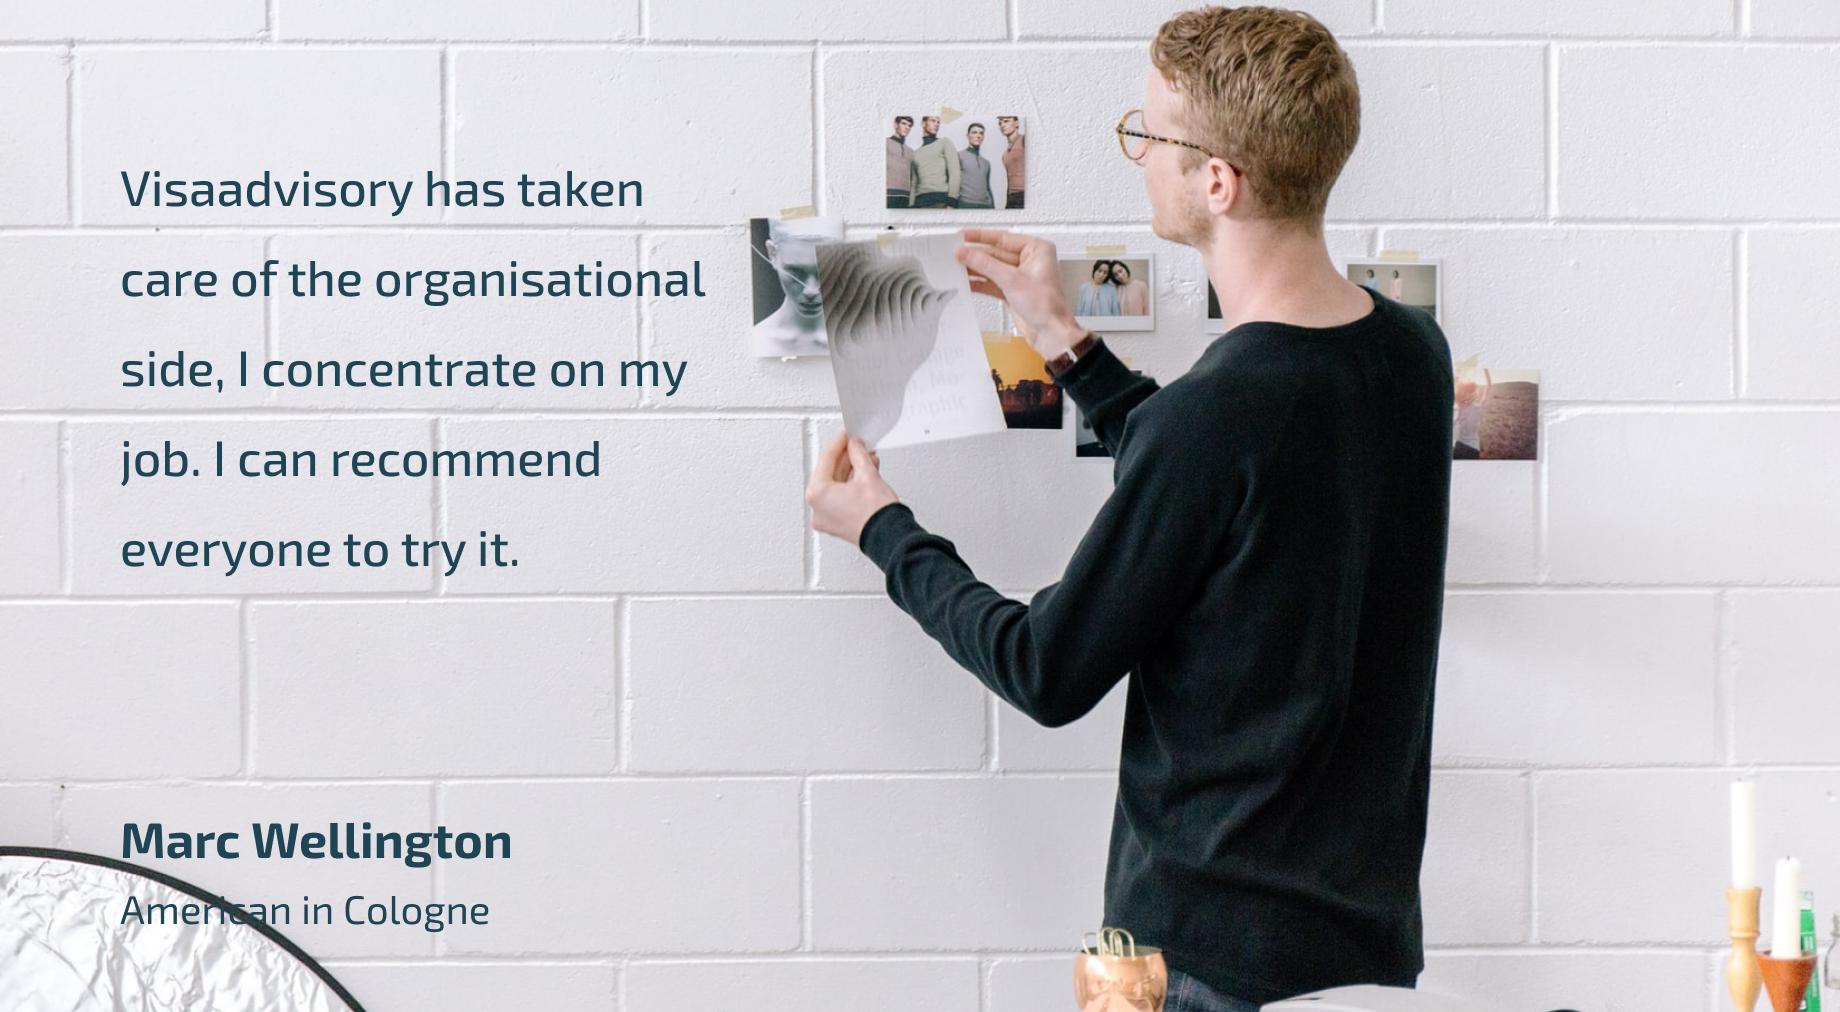 Visaadvisory has taken
care of the organisational
side, I concentrate on my
job. I can recommend
everyone to try it.
Marc Wellington
American in Cologne